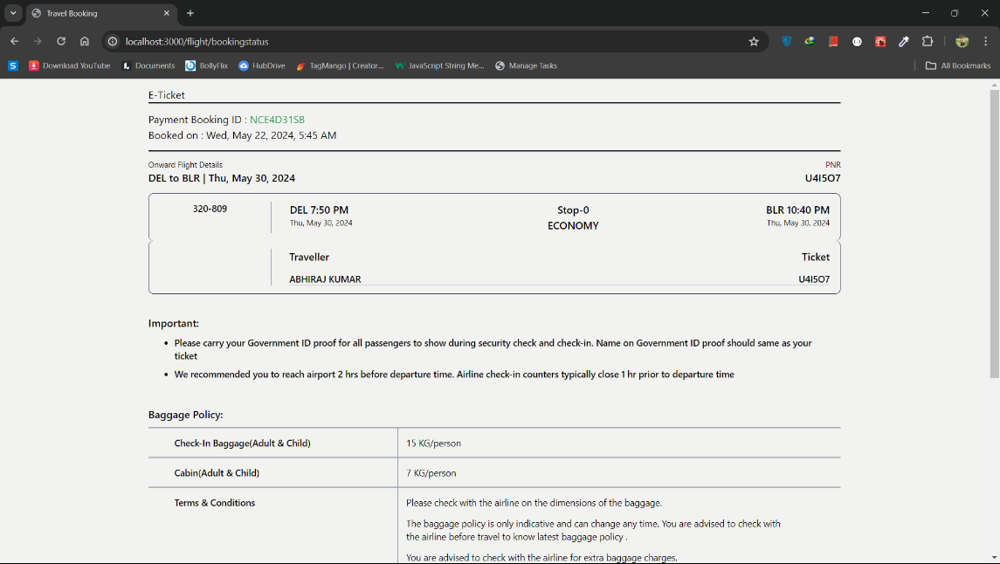 Travel Booking
localhost:3000/flight/bookingstatus
S Download YouTube Documents BollyFlix HubDrive TagMango | Creator... JavaScript String Me... Manage Tasks All Bookmarks
E-Ticket
Payment Booking ID : NCE4D31SB
Booked on : Wed, May 22, 2024, 5:45 AM
Onward Flight Details PNR
DEL to BLR | Thu, May 30, 2024 U4I5O7
320-809 DEL 7:50 PM Stop-0 BLR 10:40 PM
Thu, May 30, 2024 ECONOMY Thu, May 30, 2024
Traveller Ticket
ABHIRAJ KUMAR U4I5O7
Important:
• Please carry your Government ID proof for all passengers to show during security check and check-in. Name on Government ID proof should same as your
ticket
• We recommended you to reach airport 2 hrs before departure time. Airline check-in counters typically close 1 hr prior to departure time
Baggage Policy:
Check-In Baggage(Adult & Child) 15 KG/person
Cabin(Adult & Child) 7 KG/person
Terms & Conditions Please check with the airline on the dimensions of the baggage.
The baggage policy is only indicative and can change any time. You are advised to check with
the airline before travel to know latest baggage policy .
You are advised to check with the airline for extra baggage charges.